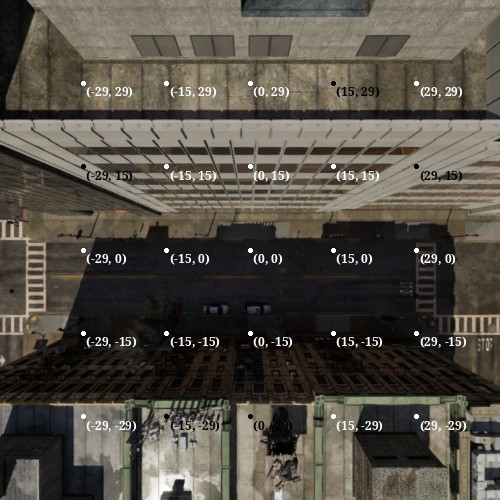 (-29, 29) (-15, 29) (0, 29) (15, 29) (29, 29)
(-29, 15) (-15, 15) (0, 15) (15, 15) (29, 15)
(-29, 0) (-15, 0) (0, 0) (15, 0) (29, 0)
(-29, -15) (-15, -15) (0, -15) (15, -15) (29, -15)
STOP
(-29, -29) (-15, -29) (0, (15, -29) (29, -29)